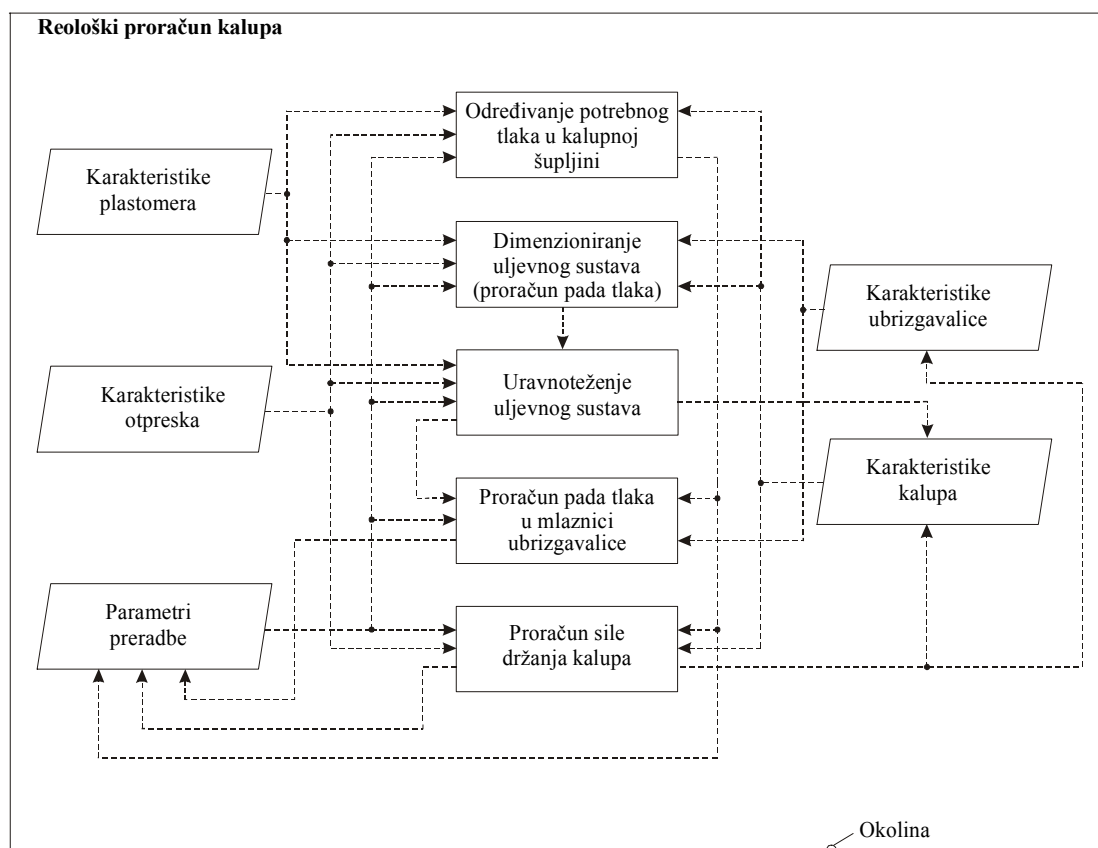 Reološki proračun kalupa
Određivanje potrebnog
tlaka u kalupnoj
šupljini
Karakteristike
plastomera
Dimenzioniranje
uljevnog sustava
(proračun pada tlaka)
Karakteristike
ubrizgavalice
Karakteristike
otpreska
Uravnoteženje
uljevnog sustava
Karakteristike
kalupa
Proračun pada tlaka
u mlaznici
ubrizgavalice
Parametri
preradbe
Proračun sile
držanja kalupa
Okolina